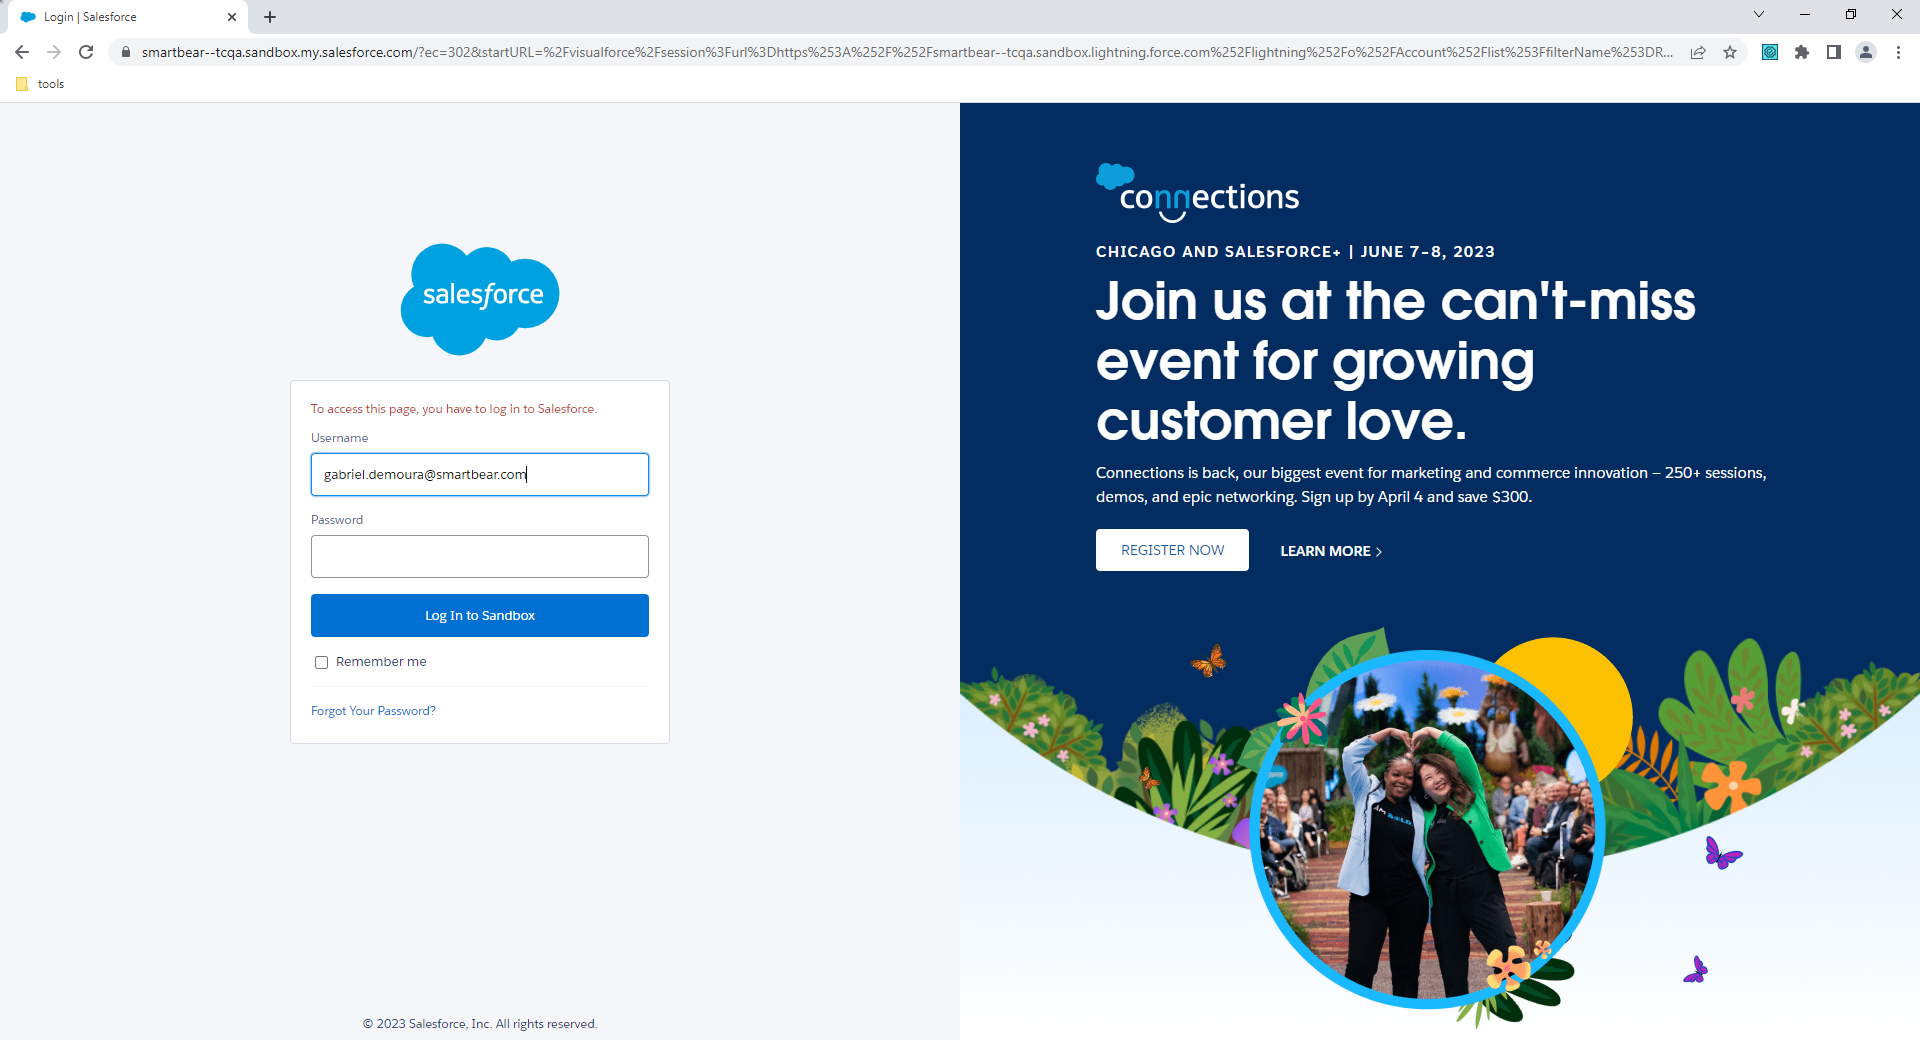 Login | Salesforce
smartbear--tcqa.sandbox.my.salesforce.com/?ec=302&startURL=%2Fvisualforce%2Fsession%3Furl%3Dhttps%253A%252F%252Fsmartbear--tcqa.sandbox.lightning.force.com%252Flightning%252Fo%252FAccount%252Flist%253FfilterName%253DR...
tools
salesforce
To access this page, you have to log in to Salesforce.
Username
gabriel.demoura@smartbear.com
Password
Log In to Sandbox
Remember me
Forgot Your Password?
© 2023 Salesforce, Inc. All rights reserved.
connections
CHICAGO AND SALESFORCE+ | JUNE 7–8, 2023
Join us at the can't-miss
event for growing
customer love.
Connections is back, our biggest event for marketing and commerce innovation – 250+ sessions,
demos, and epic networking. Sign up by April 4 and save $300.
REGISTER NOW
LEARN MORE >